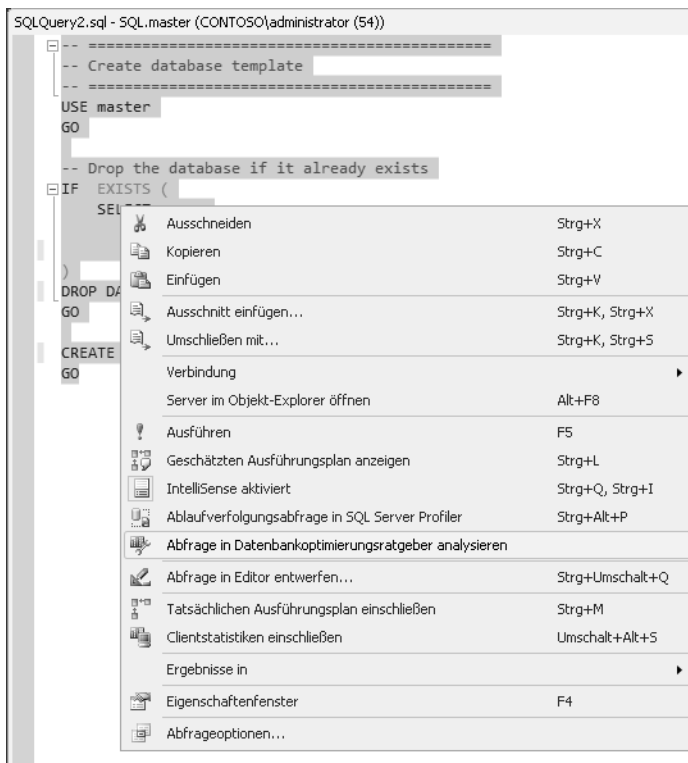 SQLQuery2.sql - SQL.master (CONTOSO\administrator (54))
-- =============================================
-- Create database template
-- =============================================
USE master
GO
-- Drop the database if it already exists
IF EXISTS (
)
DROP
GO
CREATE
GO
Ausschneiden Strg+X
Kopieren Strg+C
Einfügen Strg+V
Ausschnitt einfügen... Strg+K, Strg+X
Umschließen mit... Strg+K, Strg+S
Verbindung
Server im Objekt-Explorer öffnen Alt+F8
Ausführen F5
Geschätzten Ausführungsplan anzeigen Strg+L
IntelliSense aktiviert Strg+Q, Strg+I
Ablaufverfolgungsabfrage in SQL Server Profiler Strg+Alt+P
Abfrage in Datenbankoptimierungsratgeber analysieren
Abfrage in Editor entwerfen... Strg+Umschalt+Q
Tatsächlichen Ausführungsplan einschließen Strg+M
Clientstatistiken einschließen Umschalt+Alt+S
Ergebnisse in
Eigenschaftenfenster F4
Abfrageoptionen...